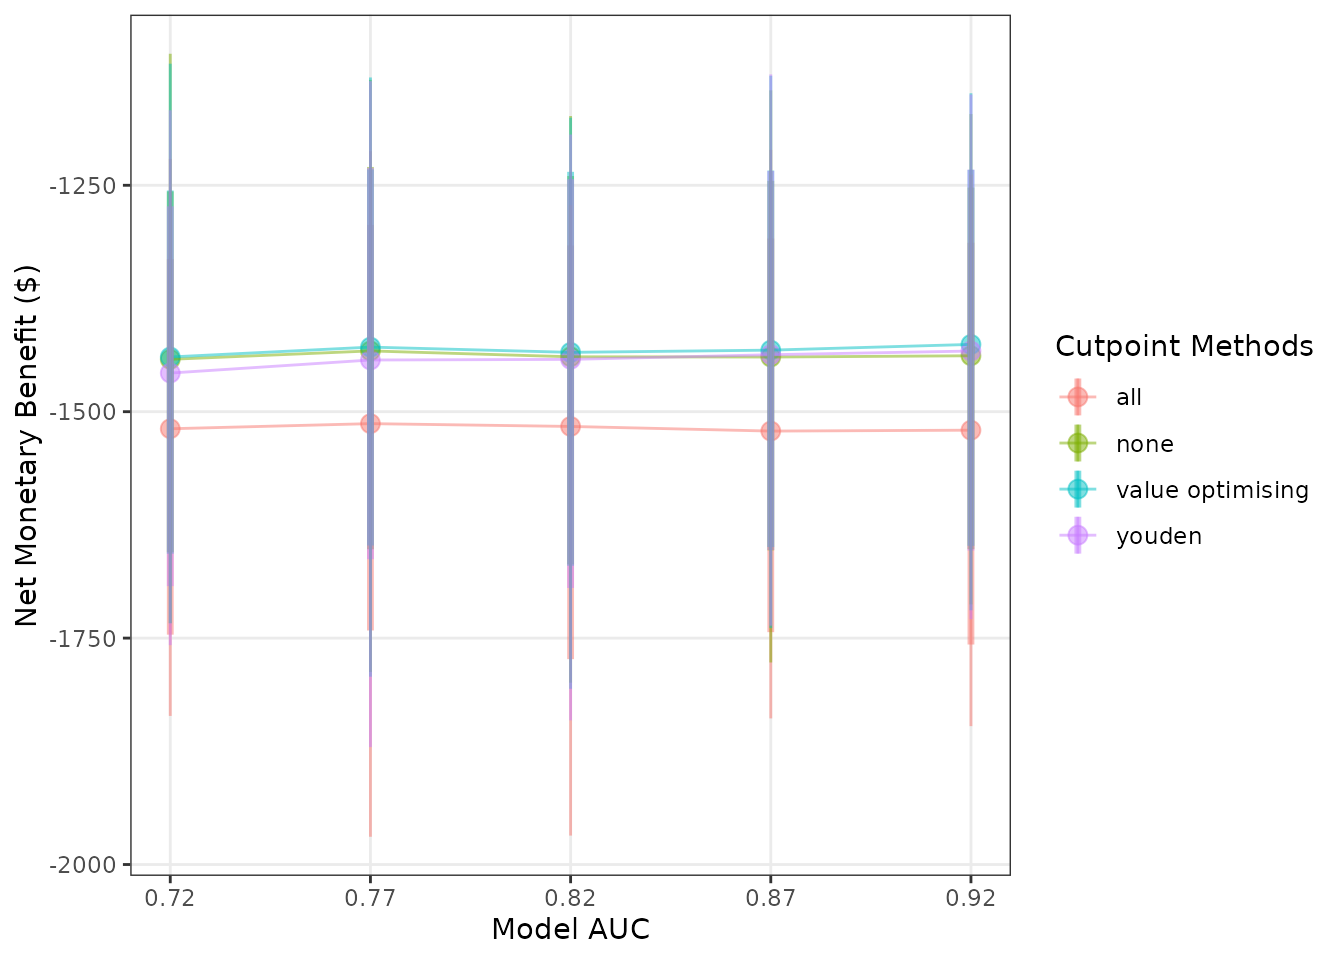 Net Monetary Benefit ($)
-1250
-1500
-1750
-2000
0.72 0.77 0.82 0.87 0.92
Model AUC
Cutpoint Methods
all
none
value optimising
youden